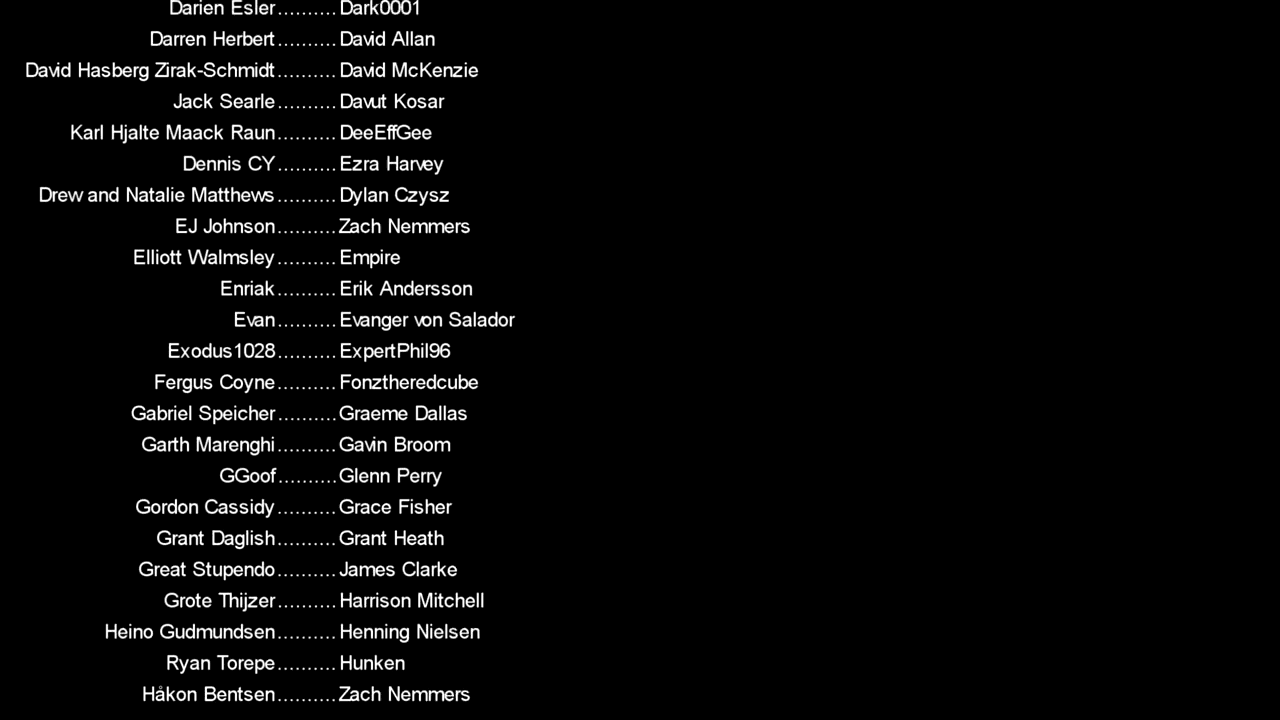 Darien Esler..........Dark0001
Darren Herbert..........David Allan
David Hasberg Zirak-Schmidt..........David McKenzie
Jack Searle..........Davut Kosar
Karl Hjalte Maack Raun..........DeeEffGee
Dennis CY..........Ezra Harvey
Drew and Natalie Matthews..........Dylan Czysz
EJ Johnson..........Zach Nemmers
Elliott Walmsley..........Empire
Enriak..........Erik Andersson
Evan..........Evanger von Salador
Exodus1028..........ExpertPhil96
Fergus Coyne..........Fonztheredcube
Gabriel Speicher..........Graeme Dallas
Garth Marenghi..........Gavin Broom
GGoof..........Glenn Perry
Gordon Cassidy..........Grace Fisher
Grant Daglish..........Grant Heath
Great Stupendo..........James Clarke
Grote Thijzer..........Harrison Mitchell
Heino Gudmundsen..........Henning Nielsen
Ryan Torepe..........Hunken
Håkon Bentsen..........Zach Nemmers